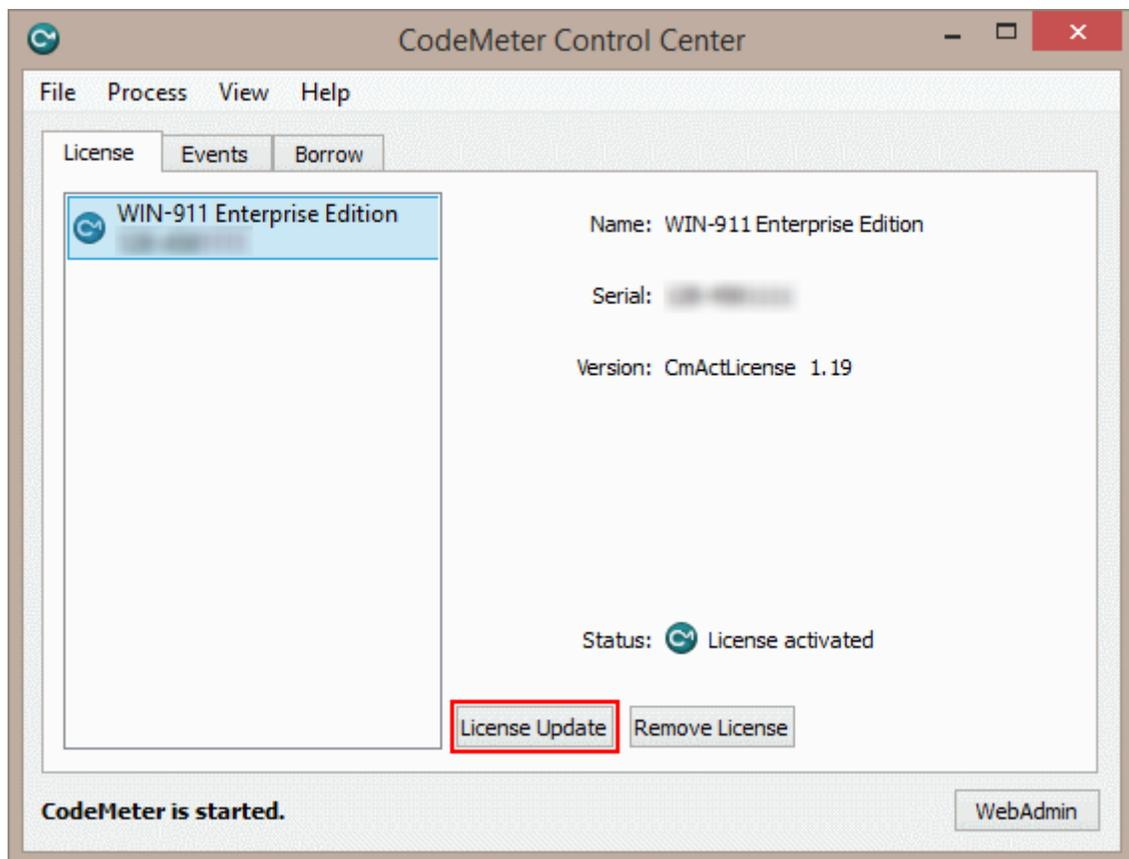 CodeMeter Control Center
File Process View Help
License Events Borrow
WIN-911 Enterprise Edition
Name: WIN-911 Enterprise Edition
Serial:
Version: CmActLicense 1.19
Status: License activated
License Update Remove License
CodeMeter is started.
WebAdmin